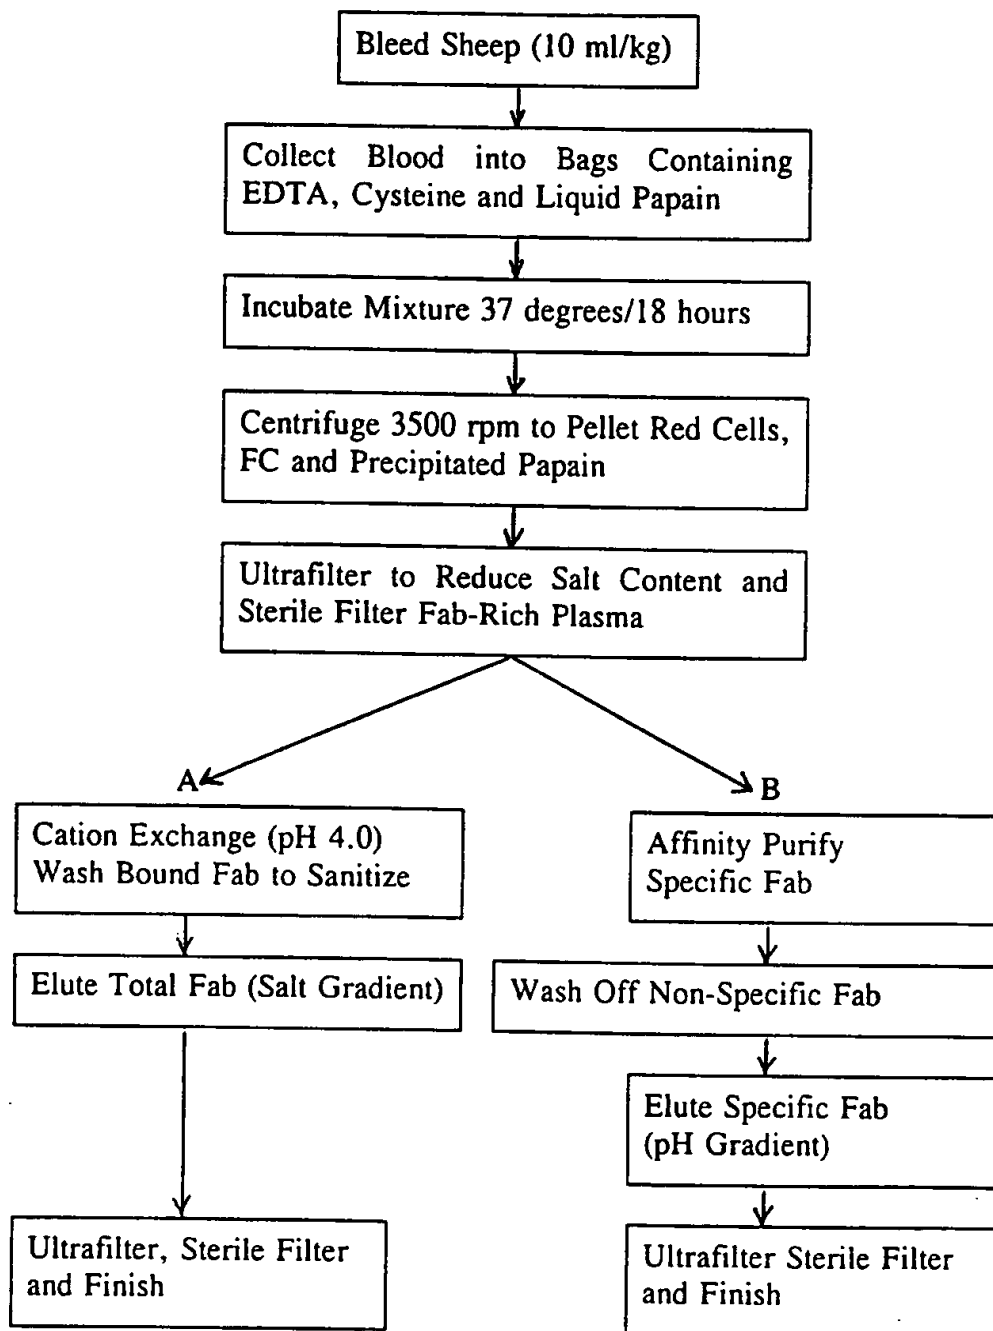 Bleed Sheep (10 ml/kg)
Collect Blood into Bags Containing
EDTA, Cysteine and Liquid Papain
Incubate Mixture 37 degrees/18 hours
Centrifuge 3500 rpm to Pellet Red Cells,
FC and Precipitated Papain
Ultrafilter to Reduce Salt Content and
Sterile Filter Fab-Rich Plasma
A
Cation Exchange (pH 4.0)
Wash Bound Fab to Sanitize
Elute Total Fab (Salt Gradient)
Ultrafilter, Sterile Filter
and Finish
B
Affinity Purify
Specific Fab
Wash Off Non-Specific Fab
Elute Specific Fab
(pH Gradient)
Ultrafilter Sterile Filter
and Finish